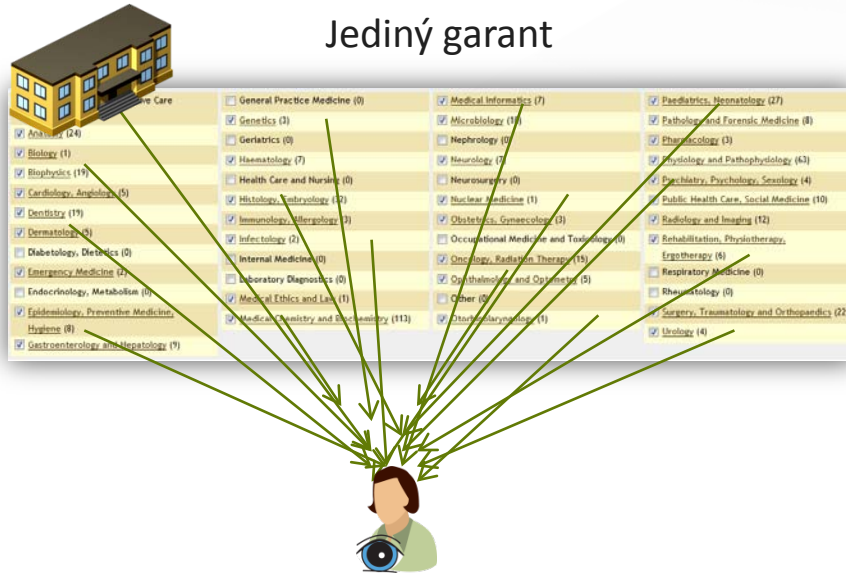 Jediný garant
ve Care
Anatomy (24)
Biology (1)
Biophysics (19)
Cardiology, Angiology (5)
Dentistry (19)
Dermatology (5)
Diabetology, Dietetics (0)
Emergency Medicine (2)
Endocrinology, Metabolism (0)
Epidemiology, Preventive Medicine,
Hygiene (8)
Gastroenterology and Hepatology (9)
General Practice Medicine (0)
Genetics (3)
Geriatrics (0)
Haematology (7)
Health Care and Nursing (0)
Histology, Embryology (32)
Immunology, Allergology (3)
Infectology (2)
Internal Medicine (0)
Laboratory Diagnostics (0)
Medical Ethics and Law (1)
Medical Chemistry and Biochemistry (113)
Medical Informatics (7)
Microbiology
Nephrology (0)
Neurology (7)
Neurosurgery (0)
Nuclear Medicine (1)
Obstetrics, Gynaecology (3)
Occupational Medicine and Toxicology (0)
Oncology, Radiation Therapy (15)
Ophthalmology and Optometry (5)
Other (0)
Otorhinolaryngology (1)
Paediatrics, Neonatology (27)
Pathology and Forensic Medicine (8)
Pharmacology (3)
Physiology and Pathophysiology (63)
Psychiatry, Psychology, Sexology (4)
Public Health Care, Social Medicine (10)
Radiology and Imaging (12)
Rehabilitation, Physiotherapy,
Ergotherapy (6)
Respiratory Medicine (0)
Rheumatology (0)
Surgery, Traumatology and Orthopaedics (22
Urology (4)